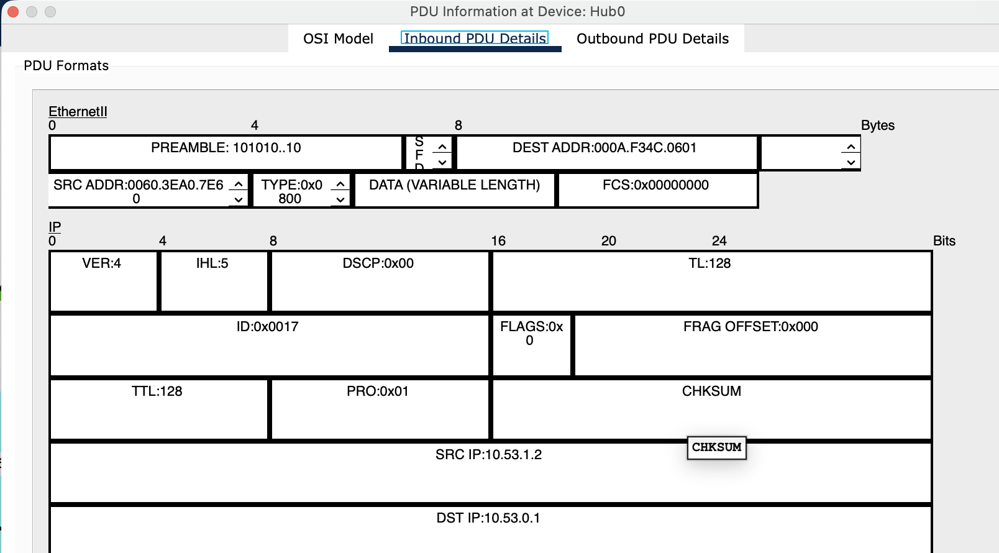 PDU Information at Device: Hub0
OSI Model Inbound PDU Details Outbound PDU Details
PDU Formats
EthernetII
0 4 8 Bytes
PREAMBLE: 101010..10 SFD DEST ADDR:000A.F34C.0601
SRC ADDR:0060.3EA0.7E6
0
TYPE:0x0
800
DATA (VARIABLE LENGTH) FCS:0x00000000
IP
0 4 8 16 20 24 Bits
VER:4 IHL:5 DSCP:0x00 TL:128
ID:0x0017 FLAGS:0x
0
FRAG OFFSET:0x000
TTL:128 PRO:0x01 CHKSUM
CHKSUM
SRC IP:10.53.1.2
DST IP:10.53.0.1